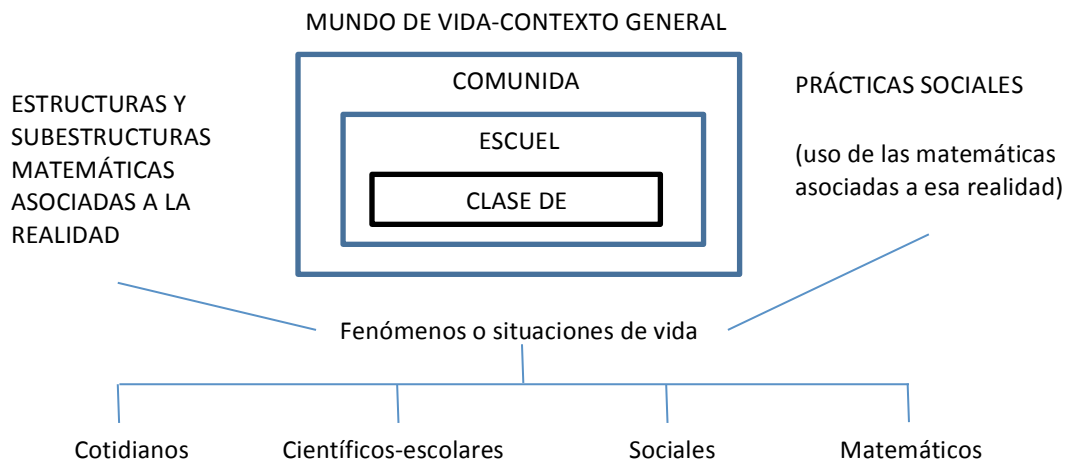 MUNDO DE VIDA-CONTEXTO GENERAL
COMUNIDA
ESCUEL
CLASE DE
ESTRUCTURAS Y
SUBESTRUCTURAS
MATEMÁTICAS
ASOCIADAS A LA
REALIDAD
PRÁCTICAS SOCIALES
(uso de las matemáticas
asociadas a esa realidad)
Fenómenos o situaciones de vida
Cotidianos
Científicos-escolares
Sociales
Matemáticos